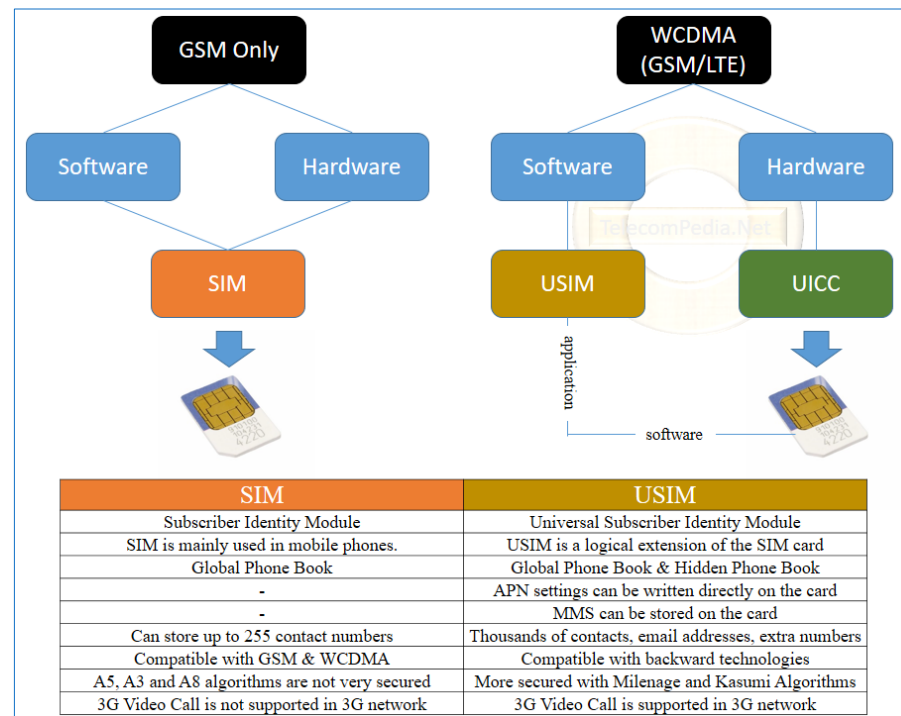 GSM Only
WCDMA
(GSM/LTE)
Software
Hardware
Software
Hardware
TelecomPedia.Net
SIM
USIM
UICC
application
software
4220
4220
SIM
USIM
Subscriber Identity Module
Universal Subscriber Identity Module
SIM is mainly used in mobile phones.
USIM is a logical extension of the SIM card
Global Phone Book
Global Phone Book & Hidden Phone Book
-
APN settings can be written directly on the card
-
MMS can be stored on the card
Can store up to 255 contact numbers
Thousands of contacts, email addresses, extra numbers
Compatible with GSM & WCDMA
Compatible with backward technologies
A5, A3 and A8 algorithms are not very secured
More secured with Milenage and Kasumi Algorithms
3G Video Call is not supported in 3G network
3G Video Call is supported in 3G network